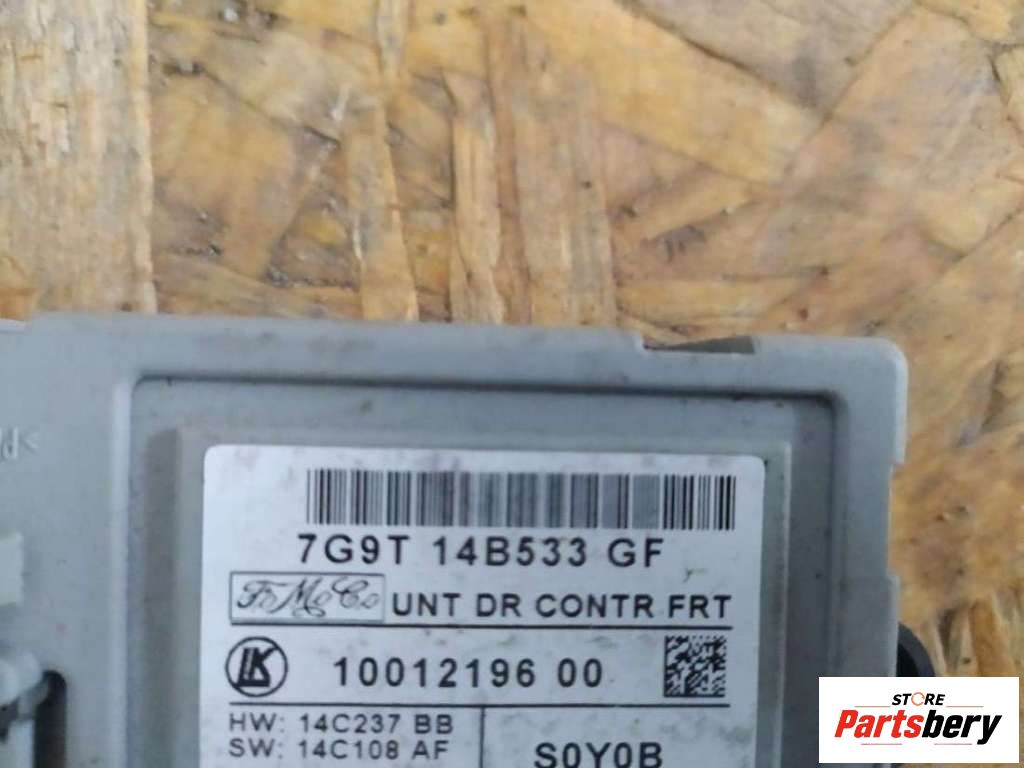 7G9T 14B533 GF
FoMoCo UNT DR CONTR FRT
10012196 00
HW: 14C237 BB
SW: 14C108 AF
S0Y0B
STORE
Partsbery